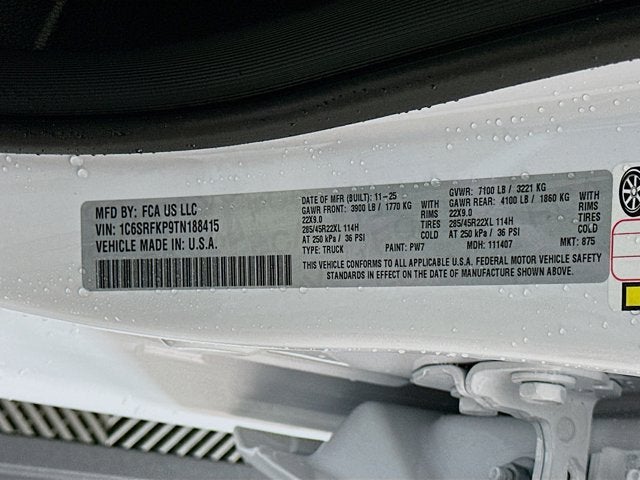 MFD BY: FCA US LLC
VIN: 1C6SRFKP9TN188415
VEHICLE MADE IN: U.S.A.
DATE OF MFR (BUILT): 11-25 GVWR: 7100 LB / 3221 KG
GAWR FRONT: 3900 LB / 1770 KG WITH GAWR REAR: 4100 LB / 1860 KG WITH
22X9.0 RIMS 22X9.0 RIMS
285/45R22XL 114H TIRES 285/45R22XL 114H TIRES
AT 250 kPa / 36 PSI COLD AT 250 kPa / 36 PSI COLD
TYPE: TRUCK PAINT: PW7 MDH: 111407 MKT: 875
THIS VEHICLE CONFORMS TO ALL APPLICABLE U.S.A. FEDERAL MOTOR VEHICLE SAFETY
STANDARDS IN EFFECT ON THE DATE OF MANUFACTURE SHOWN ABOVE.